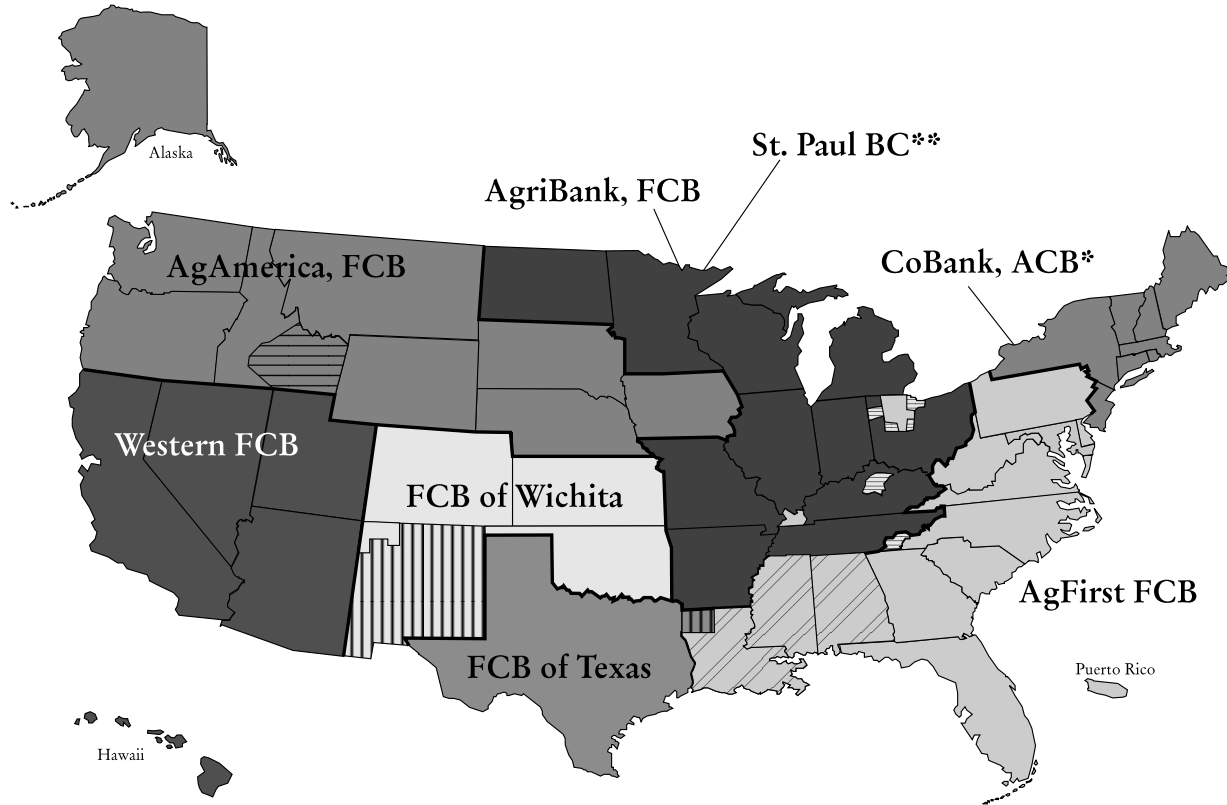 St. Paul BC**
Alaska
AgriBank, FCB
CoBank, ACB*
AgAmerica, FCB
Western FCB
FCB of Wichita
AgFirst FCB
FCB of Texas
Puerto Rico
Hawaii